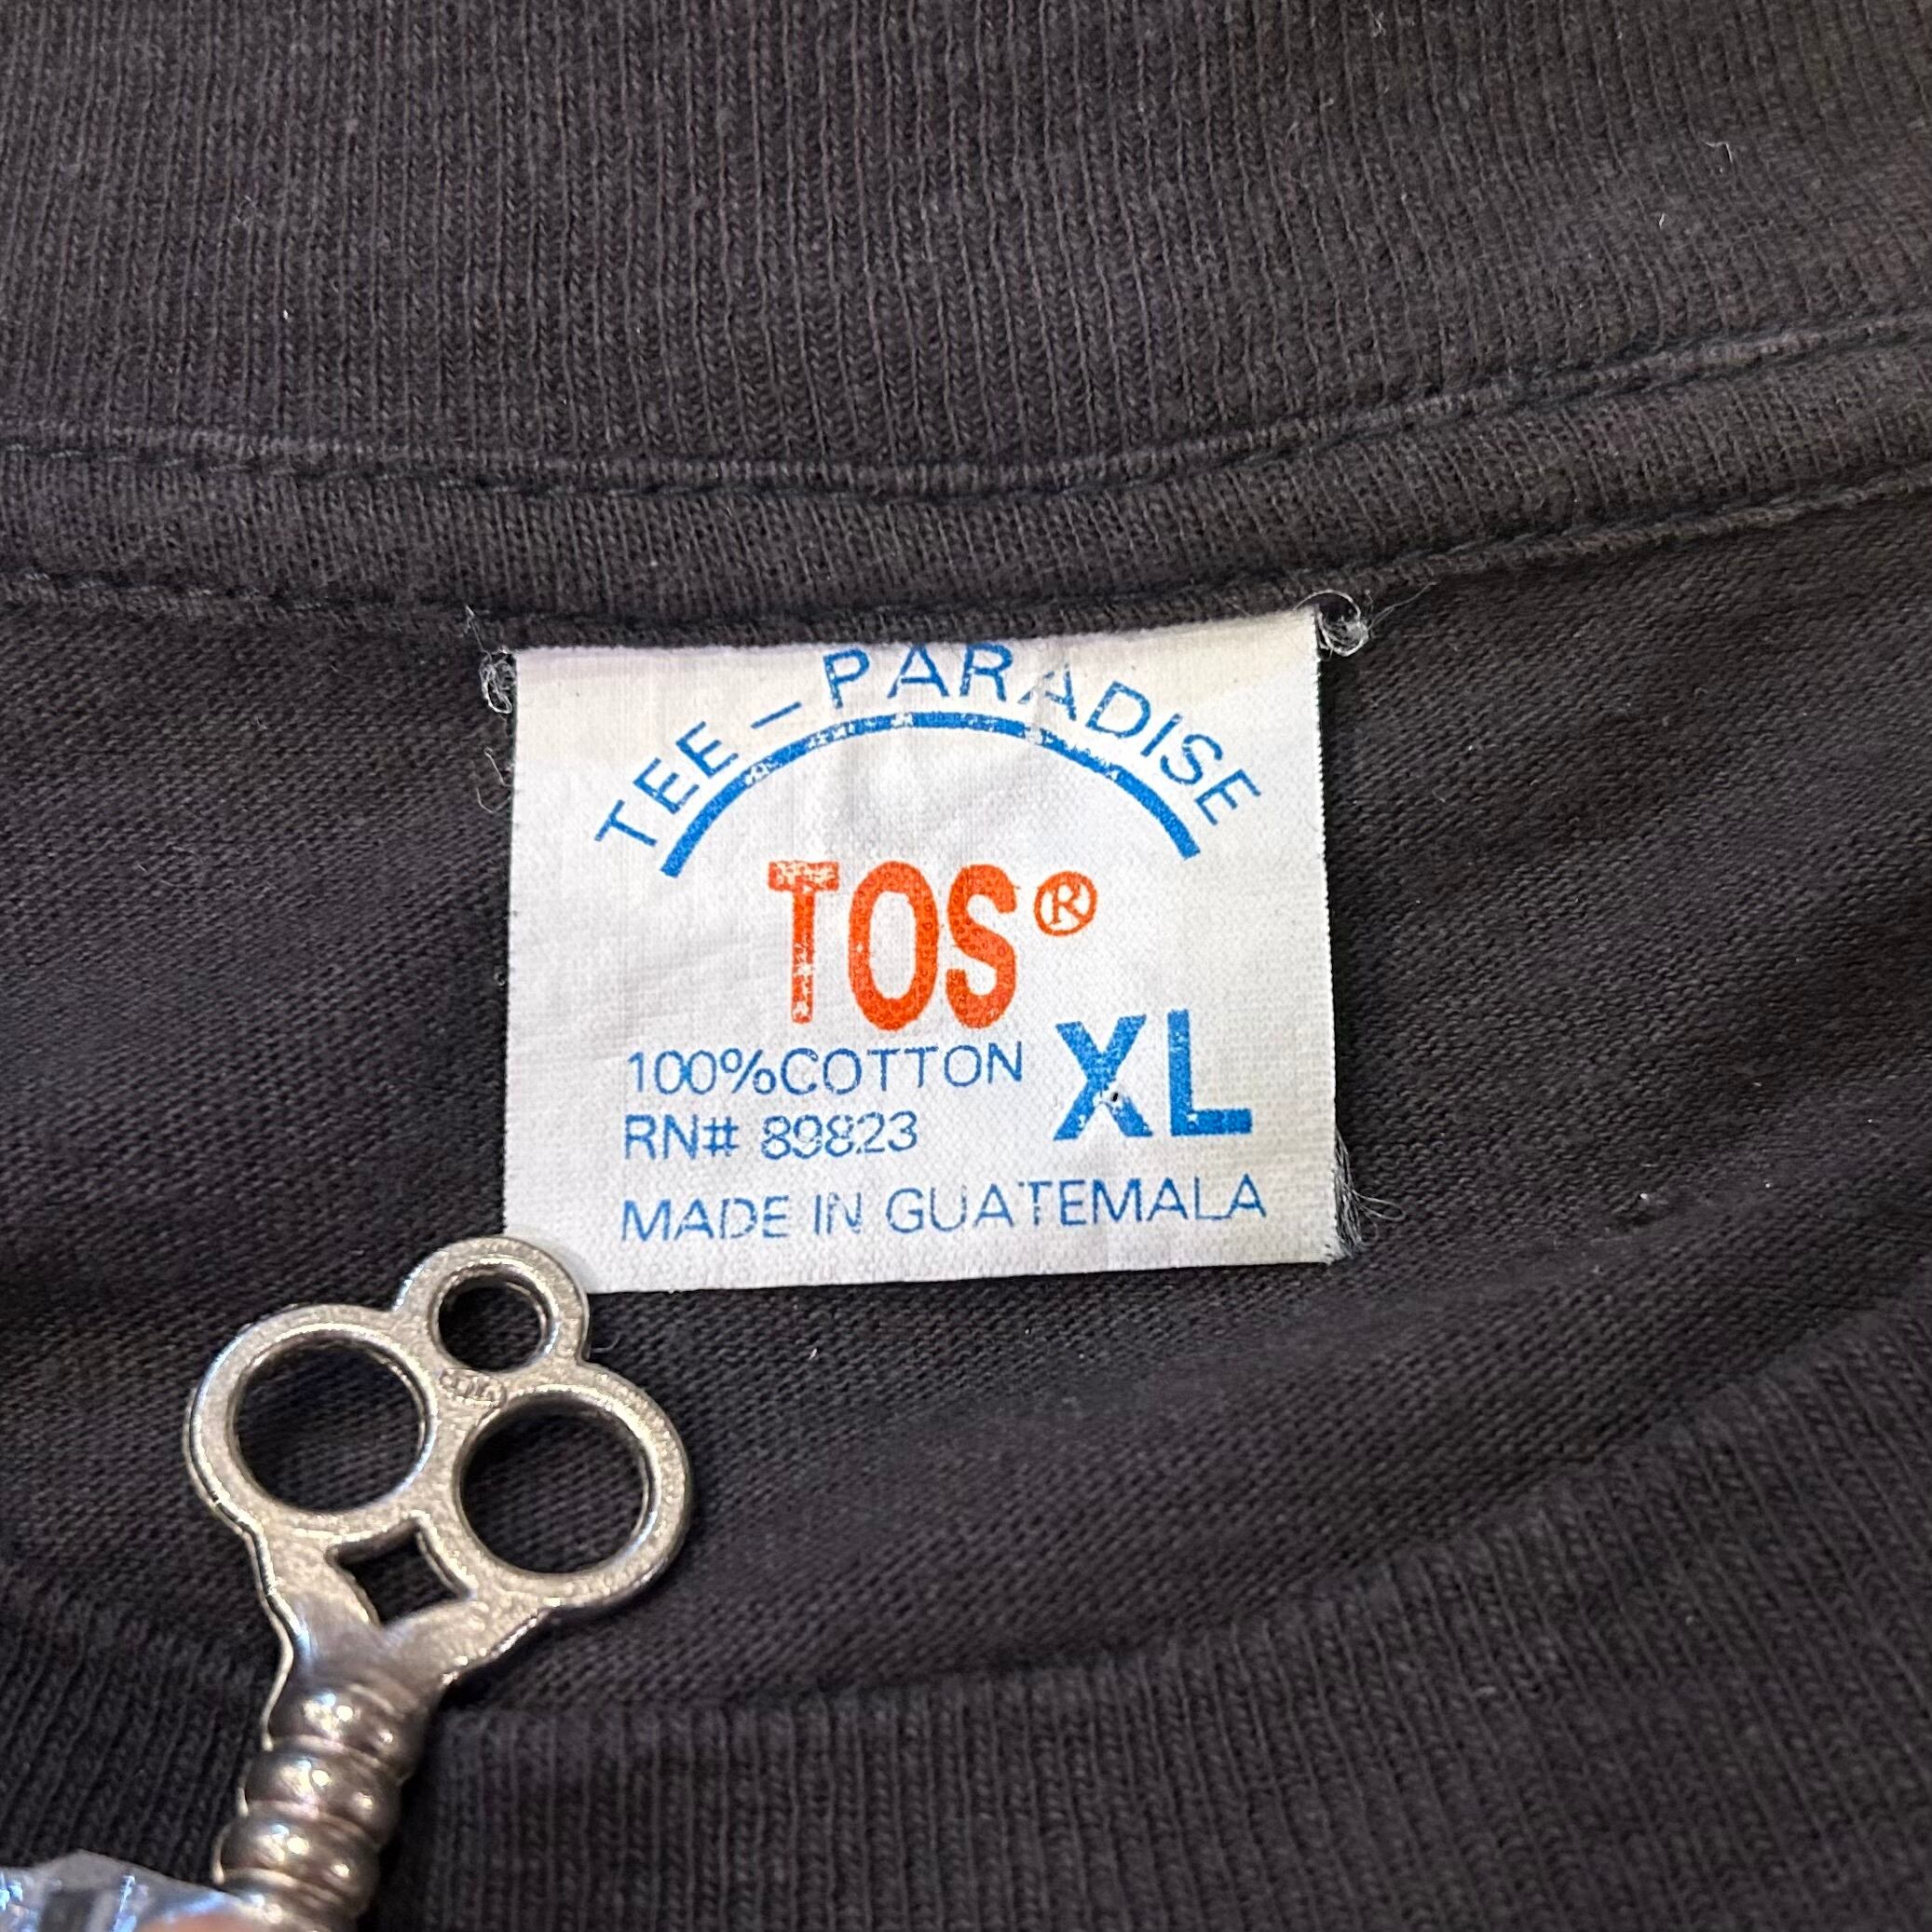 TEE-PARADISE
TOS®
100%COTTON
XL
RN# 89823
MADE IN GUATEMALA